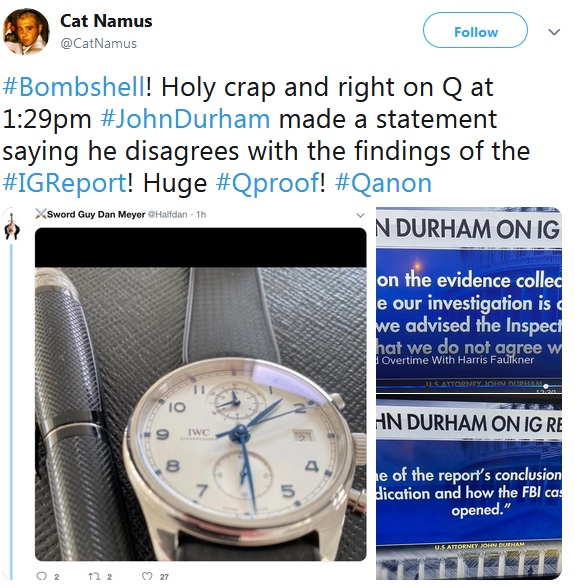 Cat Namus
@CatNamus
Follow
#Bombshell! Holy crap and right on Q at
1:29pm #JohnDurham made a statement
saying he disagrees with the findings of the
#IGReport! Huge #Qproof! #Qanon
Sword Guy Dan Meyer @Halfdan · 1h
11
10
9
8
7
5
4
2
IWC
2
2
27
N DURHAM ON IG
on the evidence collec
e our investigation is
we advised the Inspect
hat we do not agree w
Overtime With Harris Faulkner
U.S ATTORNEY JOHN DURHAM
12:30
HN DURHAM ON IG RE
e of the report's conclusion
dication and how the FBI cas
opened."
U.S ATTORNEY JOHN DURHAM